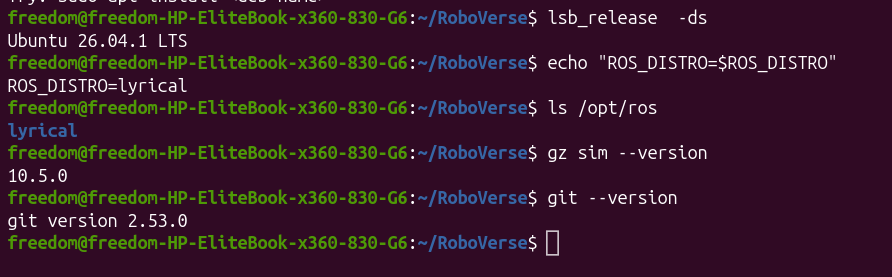 freedom@freedom-HP-EliteBook-x360-830-G6:~/RoboVerse$ lsb_release  -ds
Ubuntu 26.04.1 LTS
freedom@freedom-HP-EliteBook-x360-830-G6:~/RoboVerse$ echo "ROS_DISTRO=$ROS_DISTRO"
ROS_DISTRO=lyrical
freedom@freedom-HP-EliteBook-x360-830-G6:~/RoboVerse$ ls /opt/ros
lyrical
freedom@freedom-HP-EliteBook-x360-830-G6:~/RoboVerse$ gz sim --version
10.5.0
freedom@freedom-HP-EliteBook-x360-830-G6:~/RoboVerse$ git --version
git version 2.53.0
freedom@freedom-HP-EliteBook-x360-830-G6:~/RoboVerse$